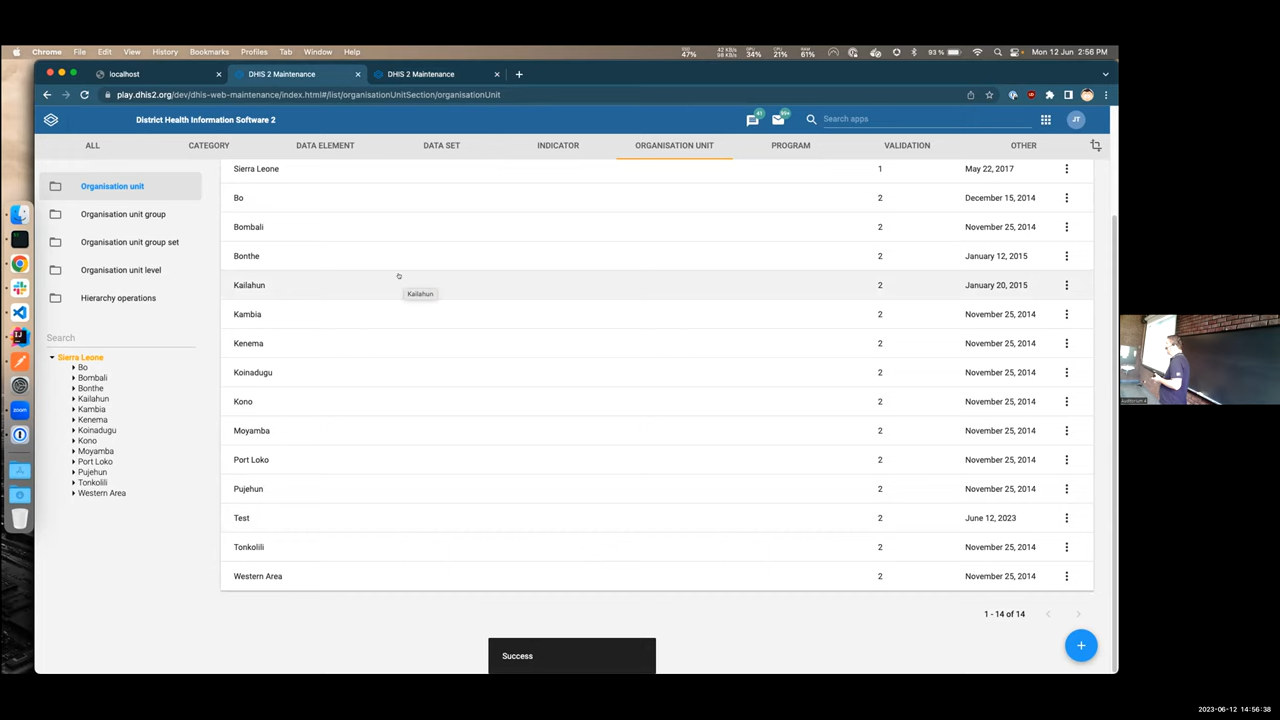 Chrome File Edit View History Bookmarks Profiles Tab Window Help
47% 34% 21% 61% 93 % Mon 12 Jun 2:56 PM
localhost DHIS 2 Maintenance DHIS 2 Maintenance
play.dhis2.org/dev/dhis-web-maintenance/index.html#/list/organisationUnitSection/organisationUnit
District Health Information Software 2 Search apps JT
ALL CATEGORY DATA ELEMENT DATA SET INDICATOR ORGANISATION UNIT PROGRAM VALIDATION OTHER
Organisation unit
Organisation unit group
Organisation unit group set
Organisation unit level
Hierarchy operations
Search
Sierra Leone
Bo
Bombali
Bonthe
Kailahun
Kambia
Kenema
Koinadugu
Kono
Moyamba
Port Loko
Pujehun
Tonkolili
Western Area
Sierra Leone 1 May 22, 2017
Bo 2 December 15, 2014
Bombali 2 November 25, 2014
Bonthe 2 January 12, 2015
Kailahun 2 January 20, 2015
Kailahun
Kambia 2 November 25, 2014
Kenema 2 November 25, 2014
Koinadugu 2 November 25, 2014
Kono 2 November 25, 2014
Moyamba 2 November 25, 2014
Port Loko 2 November 25, 2014
Pujehun 2 November 25, 2014
Test 2 June 12, 2023
Tonkolili 2 November 25, 2014
Western Area 2 November 25, 2014
1 - 14 of 14
Success
zoom
2023-06-12 14:56:38